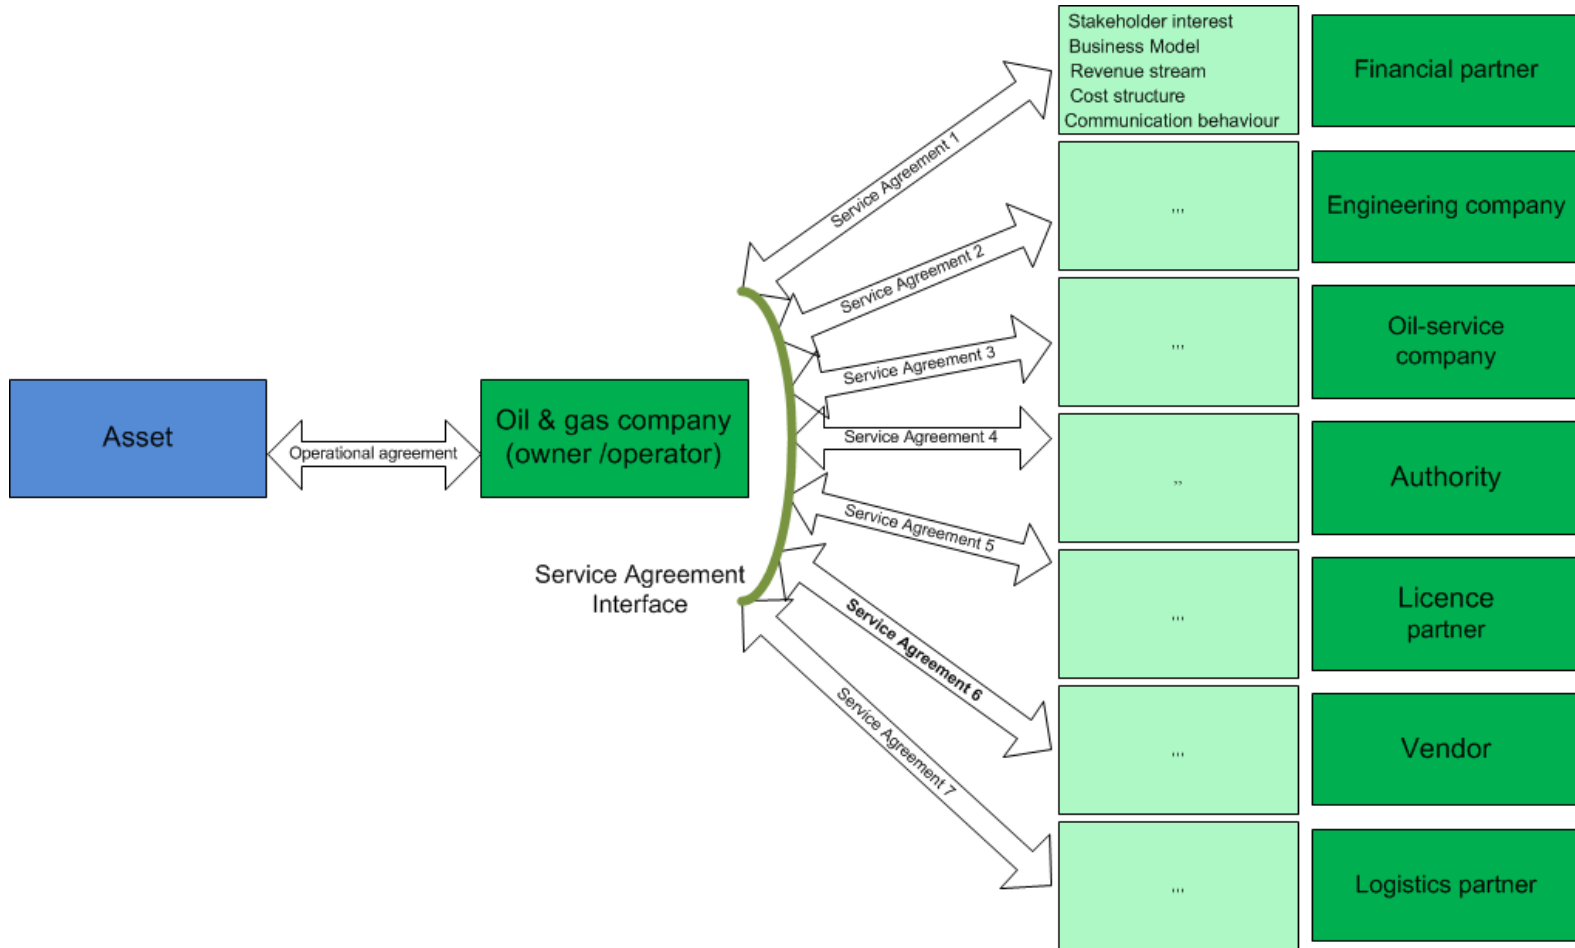 Stakeholder interest
Business Model
Revenue stream
Cost structure
Communication behaviour
Financial partner
Service Agreement 1
,,,
Engineering company
Service Agreement 2
,,,
Oil-service
company
Service Agreement 3
Asset
Operational agreement
Oil & gas company
(owner /operator)
Service Agreement 4
,,
Authority
Service Agreement 5
Service Agreement
Interface
,,,
Licence
partner
Service Agreement 6
,,,
Vendor
Service Agreement 7
,,,
Logistics partner